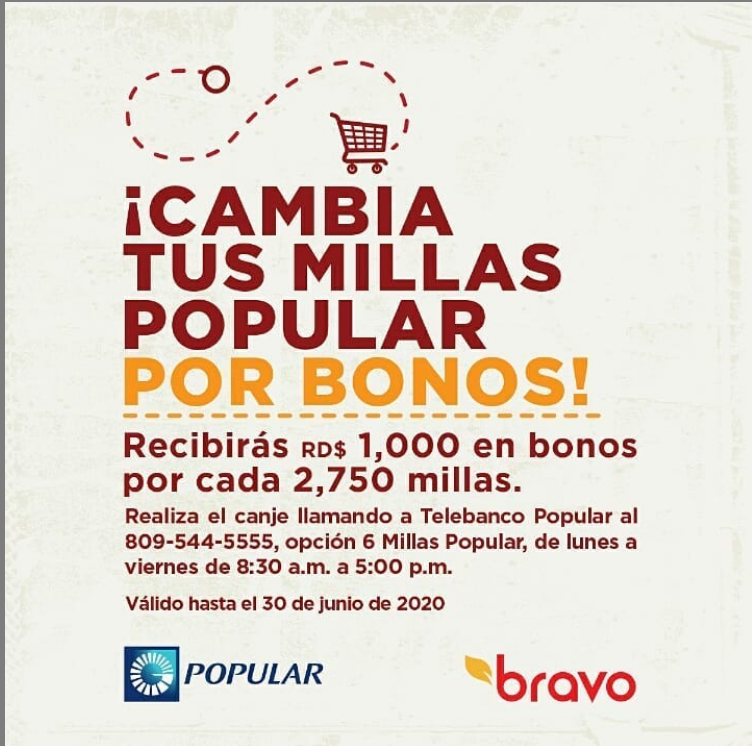 ¡CAMBIA
TUS MILLAS
POPULAR
POR BONOS!
Recibirás RD$ 1,000 en bonos
por cada 2,750 millas.
Realiza el canje llamando a Telebanco Popular al
809-544-5555, opción 6 Millas Popular, de lunes a
viernes de 8:30 a.m. a 5:00 p.m.
Válido hasta el 30 de junio de 2020
POPULAR
bravo